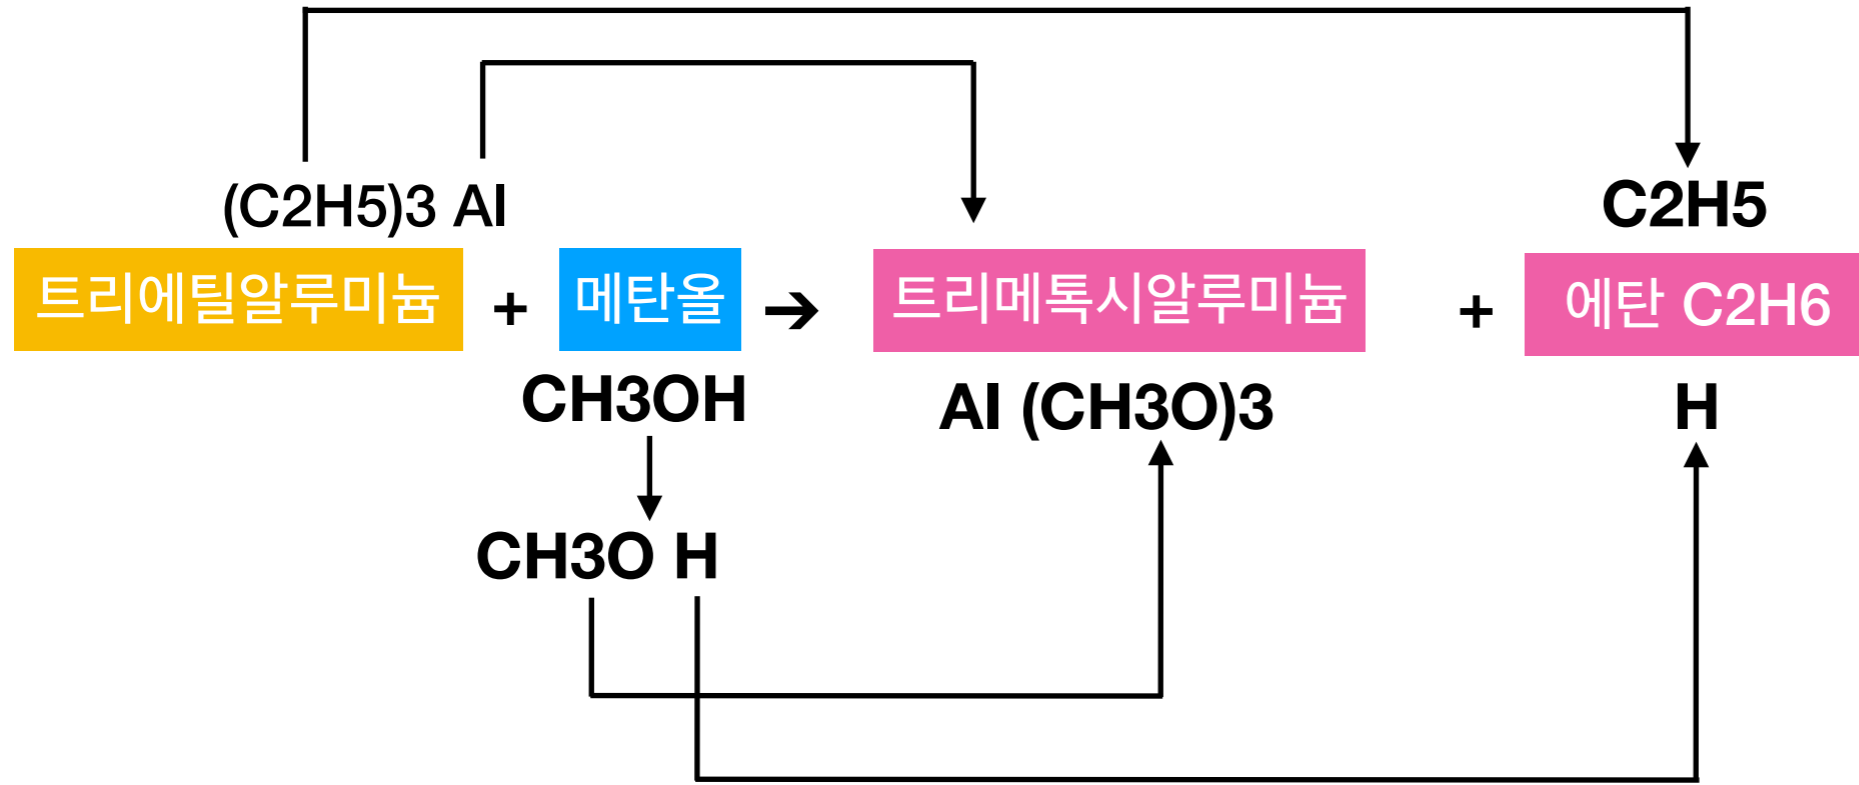 (C2H5)3 Al
C2H5
트리에틸알루미늄 + 메탄올 → 트리메톡시알루미늄 + 에탄 C2H6
CH3OH
Al (CH3O)3
H
CH3O H